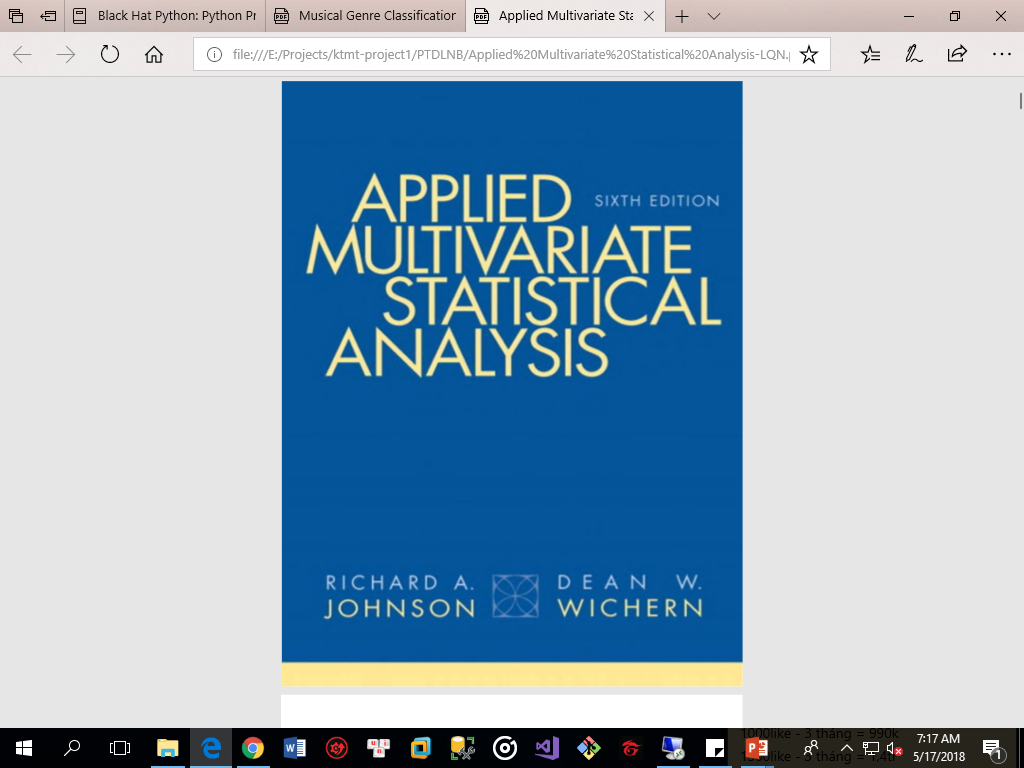 Black Hat Python: Python Pr
Musical Genre Classification
Applied Multivariate Sta
file:///E:/Projects/ktmt-project1/PTDLNB/Applied%20Multivariate%20Statistical%20Analysis-LQN.p
APPLIED
SIXTH EDITION
MULTIVARIATE
STATISTICAL
ANALYSIS
RICHARD A.
JOHNSON
DEAN W.
WICHERN
1000like - 3 tháng = 990k
7:17 AM
5/17/2018
1